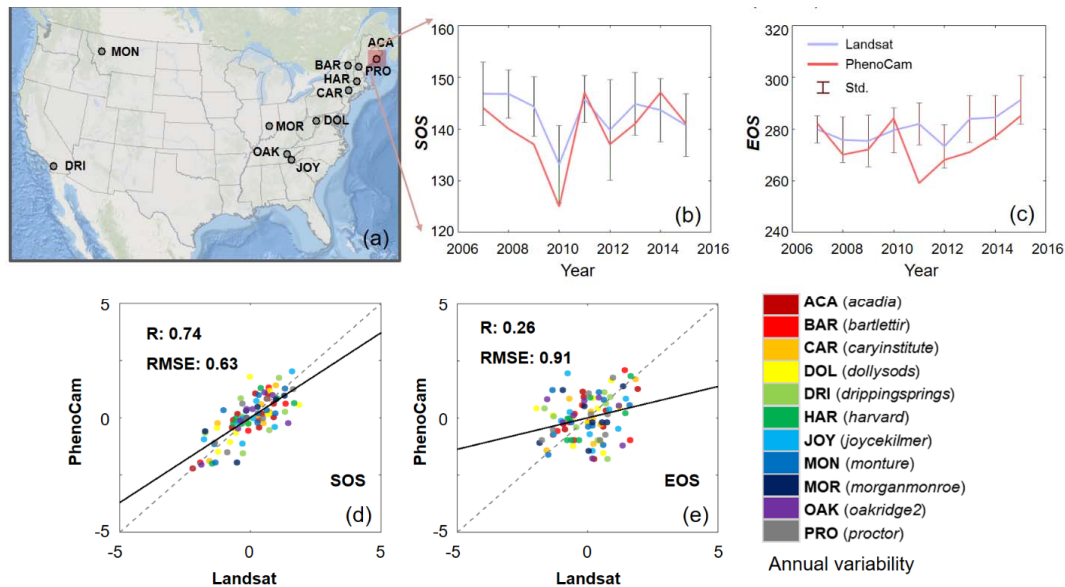 MON
ACA
BAR
PRO
HAR
CAR
MOR
DOL
OAK
JOY
DRI
(a)
SOS
160
150
140
130
120
2006 2008 2010 2012 2014 2016
Year
(b)
EOS
320
300
280
260
240
2006 2008 2010 2012 2014 2016
Year
Landsat
PhenoCam
Std.
(c)
PhenoCam
5
0
-5
R: 0.74
RMSE: 0.63
SOS
(d)
-5 0 5
Landsat
PhenoCam
5
0
-5
R: 0.26
RMSE: 0.91
EOS
(e)
-5 0 5
Landsat
ACA (acadia)
BAR (bartlettir)
CAR (caryinstitute)
DOL (dollysods)
DRI (drippingsprings)
HAR (harvard)
JOY (joycekilmer)
MON (monture)
MOR (morganmonroe)
OAK (oakridge2)
PRO (proctor)
Annual variability